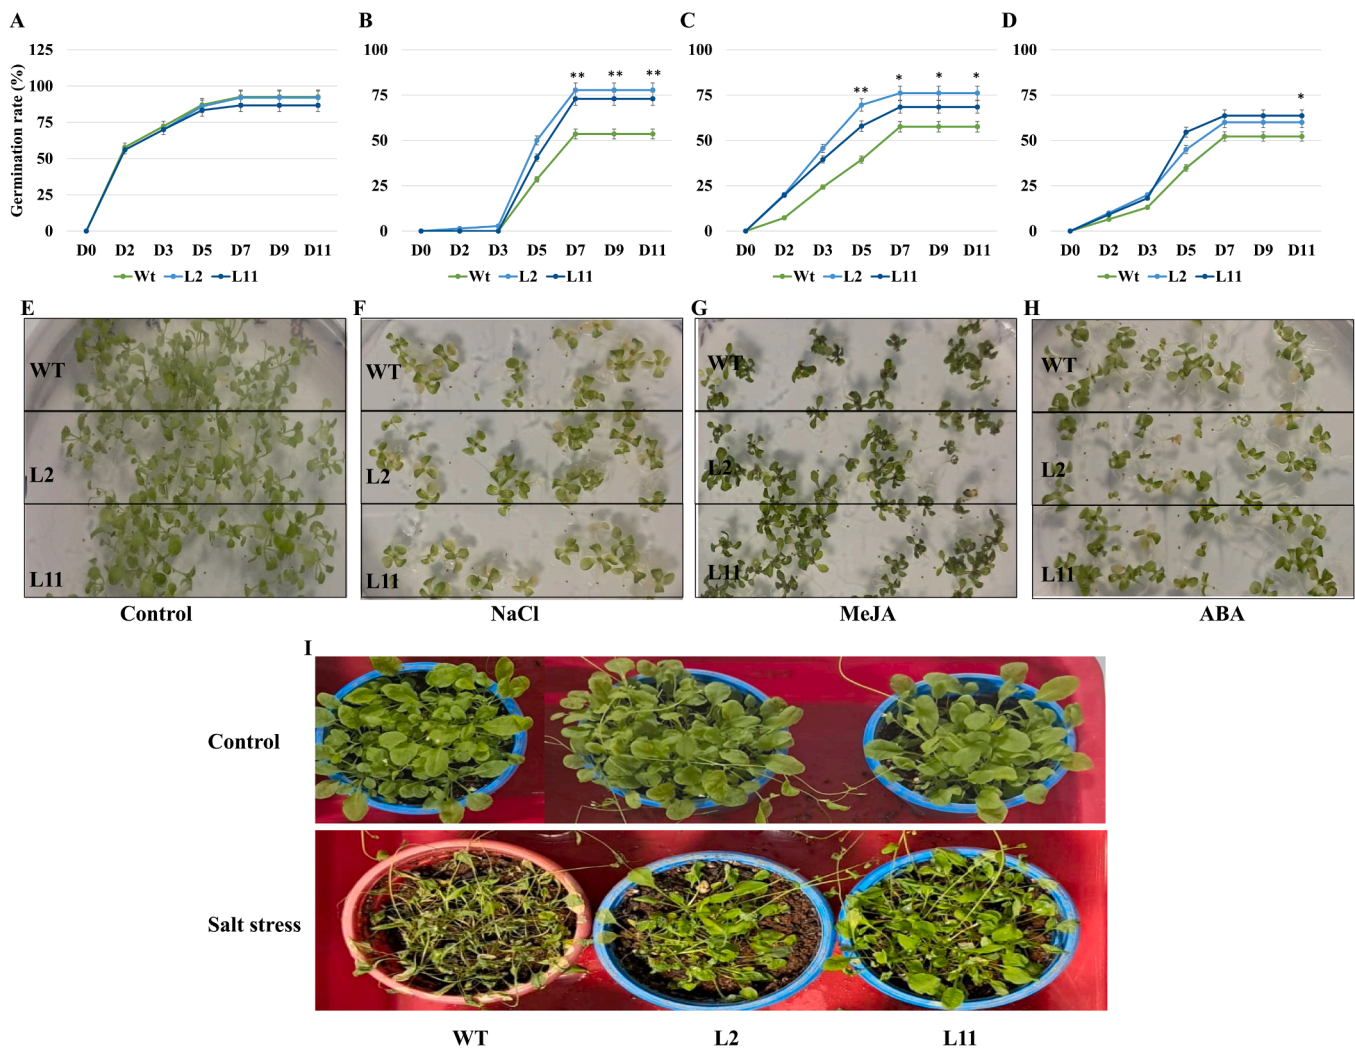 A
B
C
D
Germination rate (%)
125
100
75
50
25
0
D0 D2 D3 D5 D7 D9 D11
Wt L2 L11
100
75
50
25
0
** ** **
D0 D2 D3 D5 D7 D9 D11
Wt L2 L11
100
75
50
25
0
** * * *
D0 D2 D3 D5 D7 D9 D11
Wt L2 L11
100
75
50
25
0
*
D0 D2 D3 D5 D7 D9 D11
Wt L2 L11
E
WT
L2
L11
Control
F
WT
L2
L11
NaCl
G
WT
L2
L11
MeJA
H
WT
L2
L11
ABA
I
Control
Salt stress
WT L2 L11